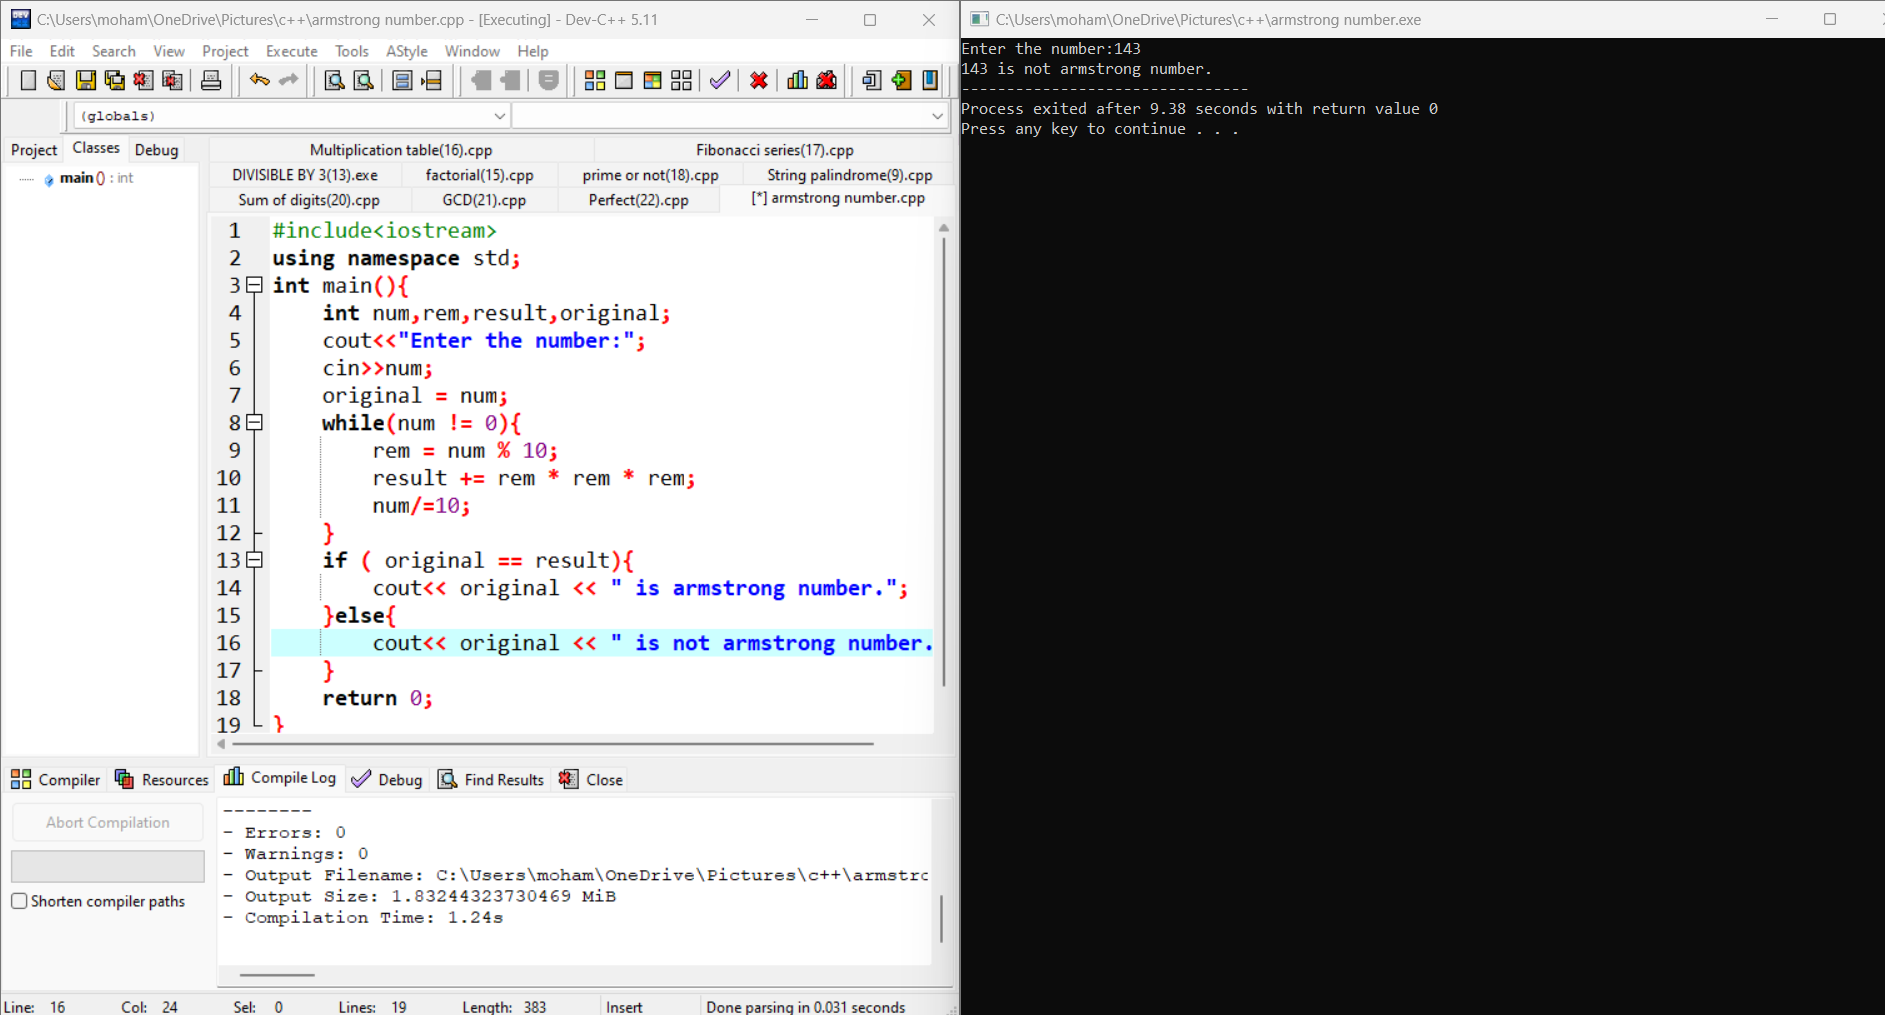 C:\Users\moham\OneDrive\Pictures\c++\armstrong number.cpp - [Executing] - Dev-C++ 5.11
File Edit Search View Project Execute Tools AStyle Window Help
(globals)
Project Classes Debug
main () : int
Multiplication table(16).cpp Fibonacci series(17).cpp
DIVISIBLE BY 3(13).exe factorial(15).cpp prime or not(18).cpp String palindrome(9).cpp
Sum of digits(20).cpp GCD(21).cpp Perfect(22).cpp [*] armstrong number.cpp
1 #include<iostream>
2 using namespace std;
3 int main(){
4 int num,rem,result,original;
5 cout<<"Enter the number:";
6 cin>>num;
7 original = num;
8 while(num != 0){
9 rem = num % 10;
10 result += rem * rem * rem;
11 num/=10;
12 }
13 if ( original == result){
14 cout<< original << " is armstrong number.";
15 }else{
16 cout<< original << " is not armstrong number.
17 }
18 return 0;
19 }
Compiler Resources Compile Log Debug Find Results Close
Abort Compilation
Shorten compiler paths
--------
- Errors: 0
- Warnings: 0
- Output Filename: C:\Users\moham\OneDrive\Pictures\c++\armstrc
- Output Size: 1.83244323730469 MiB
- Compilation Time: 1.24s
Line: 16 Col: 24 Sel: 0 Lines: 19 Length: 383 Insert Done parsing in 0.031 seconds
C:\Users\moham\OneDrive\Pictures\c++\armstrong number.exe
Enter the number:143
143 is not armstrong number.
--------------------------------
Process exited after 9.38 seconds with return value 0
Press any key to continue . . .